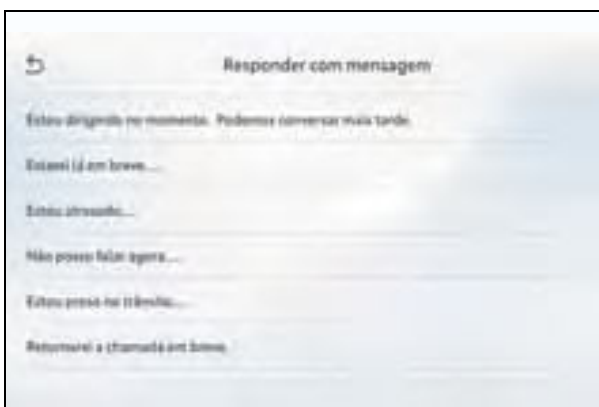 Responder com mensagem
Estou dirigindo no momento. Podemos conversar mais tarde.
Estarei lá em breve....
Estou atrasado....
Não posso falar agora....
Estou preso no trânsito....
Retornarei a chamada em breve.